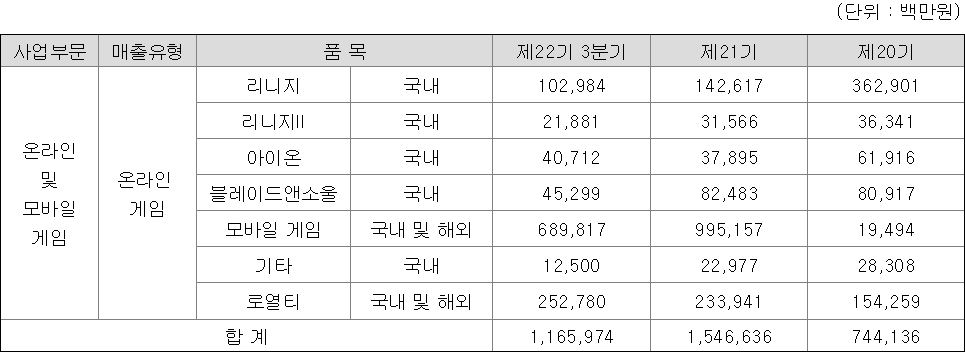 (단위 : 백만원)
사업부문 매출유형 품 목 제22기 3분기 제21기 제20기
온라인 및 모바일 게임 온라인 게임 리니지 국내 102,984 142,617 362,901
리니지II 국내 21,881 31,566 36,341
아이온 국내 40,712 37,895 61,916
블레이드앤소울 국내 45,299 82,483 80,917
모바일 게임 국내 및 해외 689,817 995,157 19,494
기타 국내 12,500 22,977 28,308
로열티 국내 및 해외 252,780 233,941 154,259
합 계 1,165,974 1,546,636 744,136